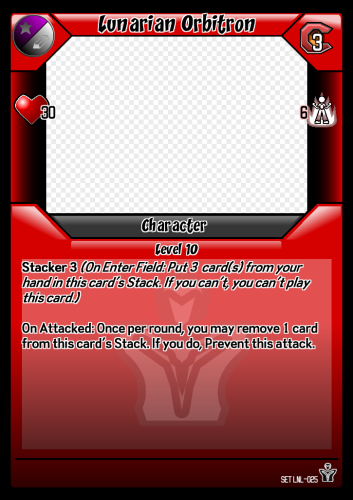 Lunarian Orbitron
3
30
6
Character
Level 10
Stacker 3 (On Enter Field: Put 3 card(s) from your
hand in this card's Stack. If you can't, you can't play
this card.)
On Attacked: Once per round, you may remove 1 card
from this card's Stack. If you do, Prevent this attack.
SET LNL-025